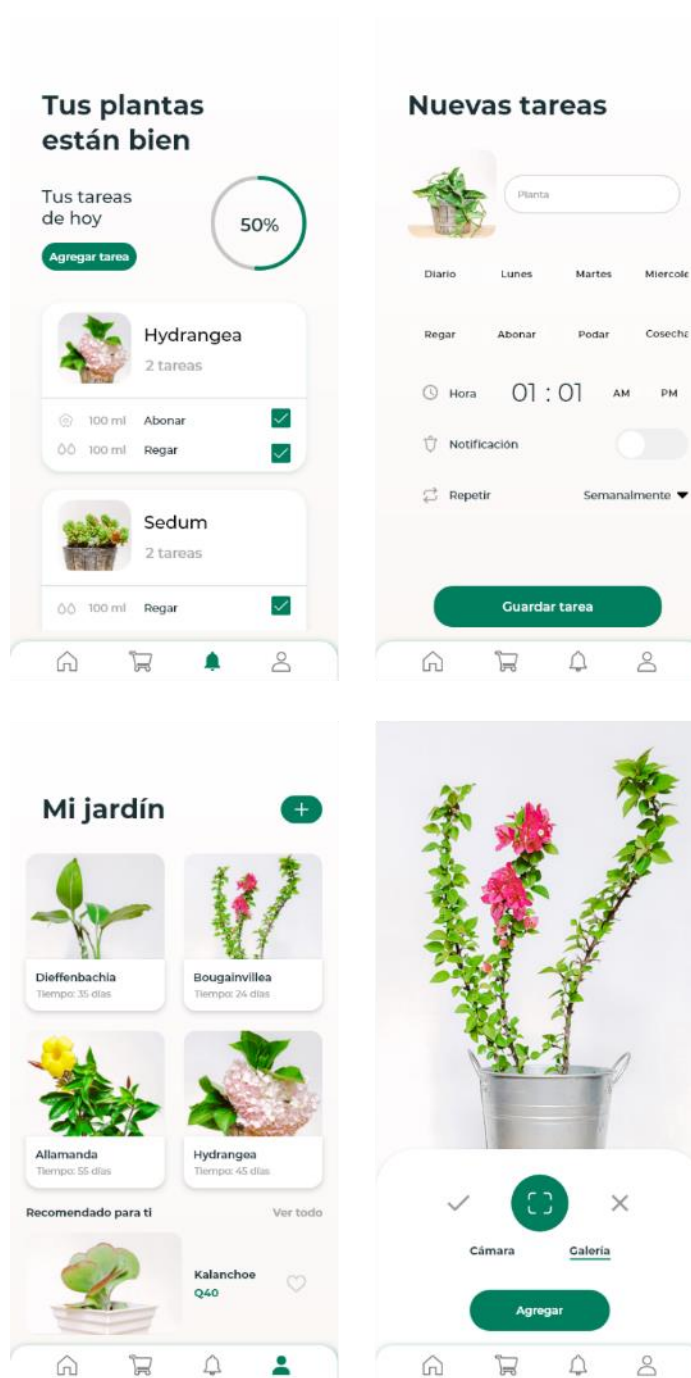 Tus plantas
están bien
Tus tareas
de hoy
50%
Agregar tarea
Hydrangea
2 tareas
100 ml Abonar
100 ml Regar
Sedum
2 tareas
100 ml Regar
Nuevas tareas
Planta
Diario Lunes Martes Miercole
Regar Abonar Podar Cosecha
Hora 01 : 01 AM PM
Notificación
Repetir Semanalmente
Guardar tarea
Mi jardín
+
Dieffenbachia
Tiempo: 35 días
Bougainvillea
Tiempo: 24 días
Allamanda
Tiempo: 55 días
Hydrangea
Tiempo: 45 días
Recomendado para ti Ver todo
Kalanchoe
Q40
Cámara Galería
Agregar